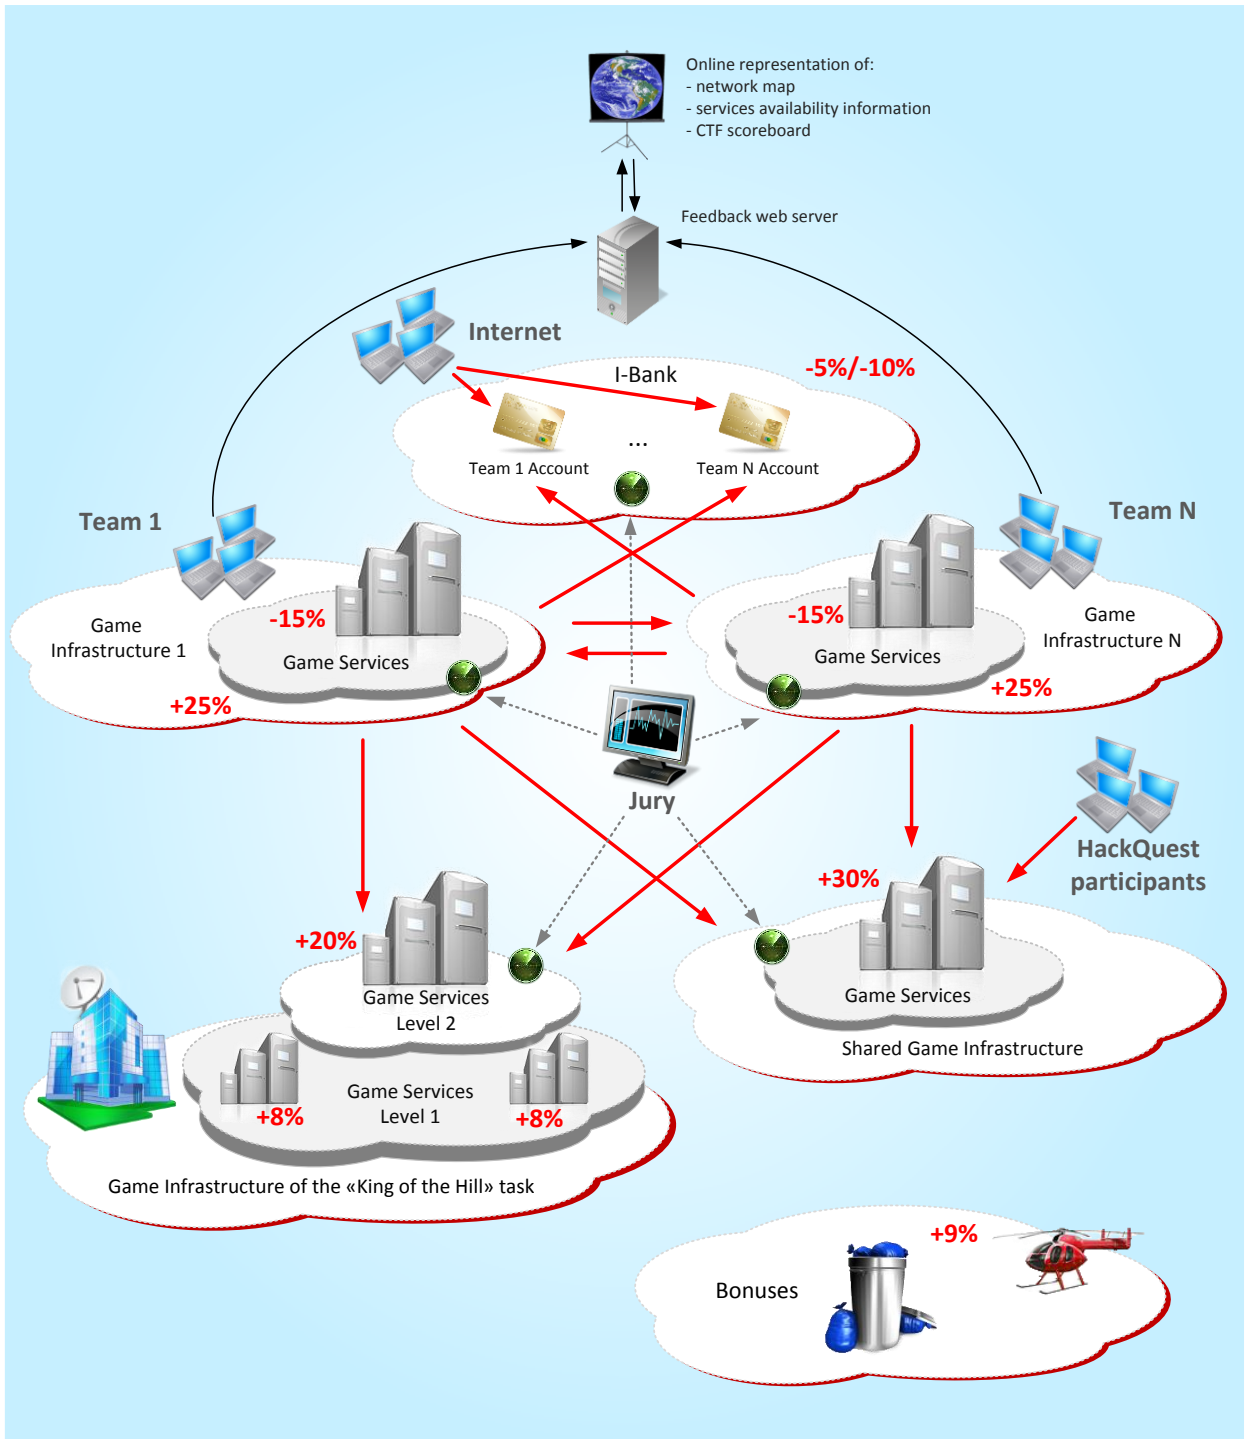 Online representation of:
- network map
- services availability information
- CTF scoreboard
Feedback web server
Internet
I-Bank
-5%/-10%
...
Team 1 Account
Team N Account
Team 1
Team N
-15%
Game
Infrastructure 1
Game Services
+25%
-15%
Game
Infrastructure N
Game Services
+25%
Jury
HackQuest
participants
+20%
Game Services
Level 2
+30%
Game Services
Shared Game Infrastructure
Game Services
Level 1
+8%
+8%
Game Infrastructure of the «King of the Hill» task
+9%
Bonuses